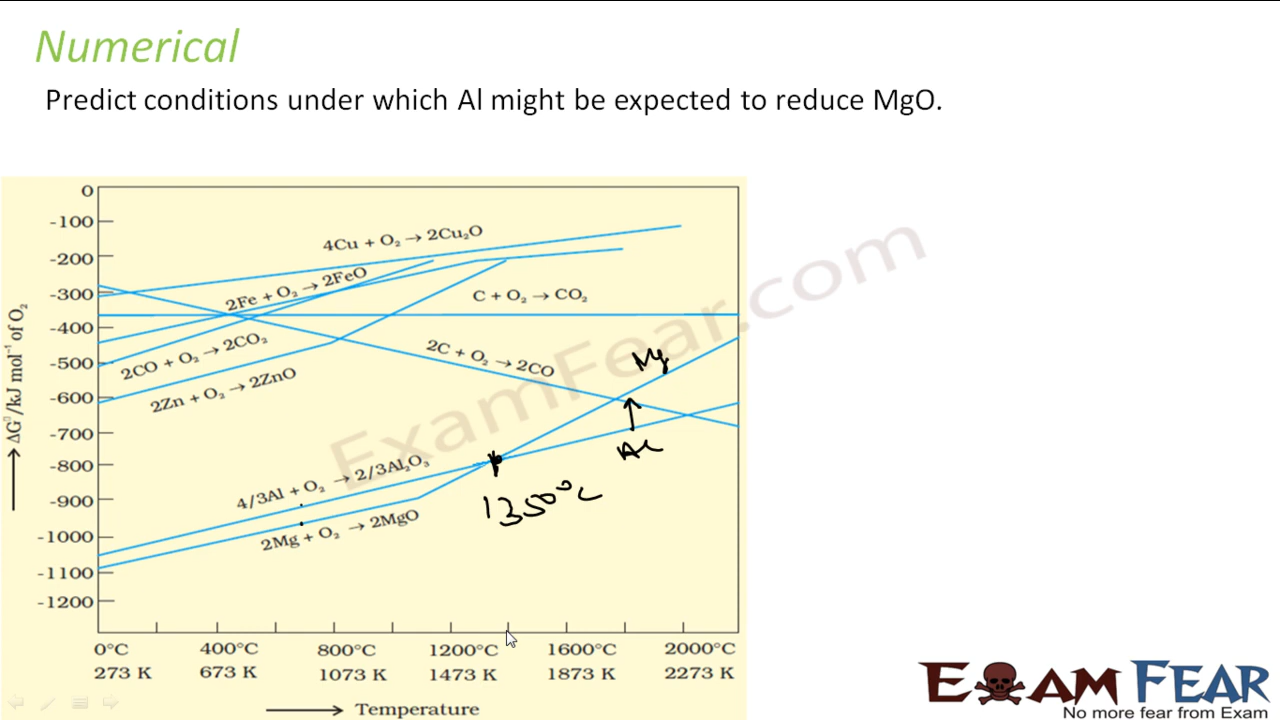 Numerical
Predict conditions under which Al might be expected to reduce MgO.
0
-100
-200
-300
-400
-500
-600
-700
-800
-900
-1000
-1100
-1200
ΔG⁰/kJ mol⁻¹ of O₂
4Cu + O₂ → 2Cu₂O
2Fe + O₂ → 2FeO
C + O₂ → CO₂
2CO + O₂ → 2CO₂
2C + O₂ → 2CO
2Zn + O₂ → 2ZnO
Mg
Al
4/3Al + O₂ → 2/3Al₂O₃
1350°C
2Mg + O₂ → 2MgO
ExamFear.com
0°C 400°C 800°C 1200°C 1600°C 2000°C
273 K 673 K 1073 K 1473 K 1873 K 2273 K
Temperature
EXAM FEAR
No more fear from Exam